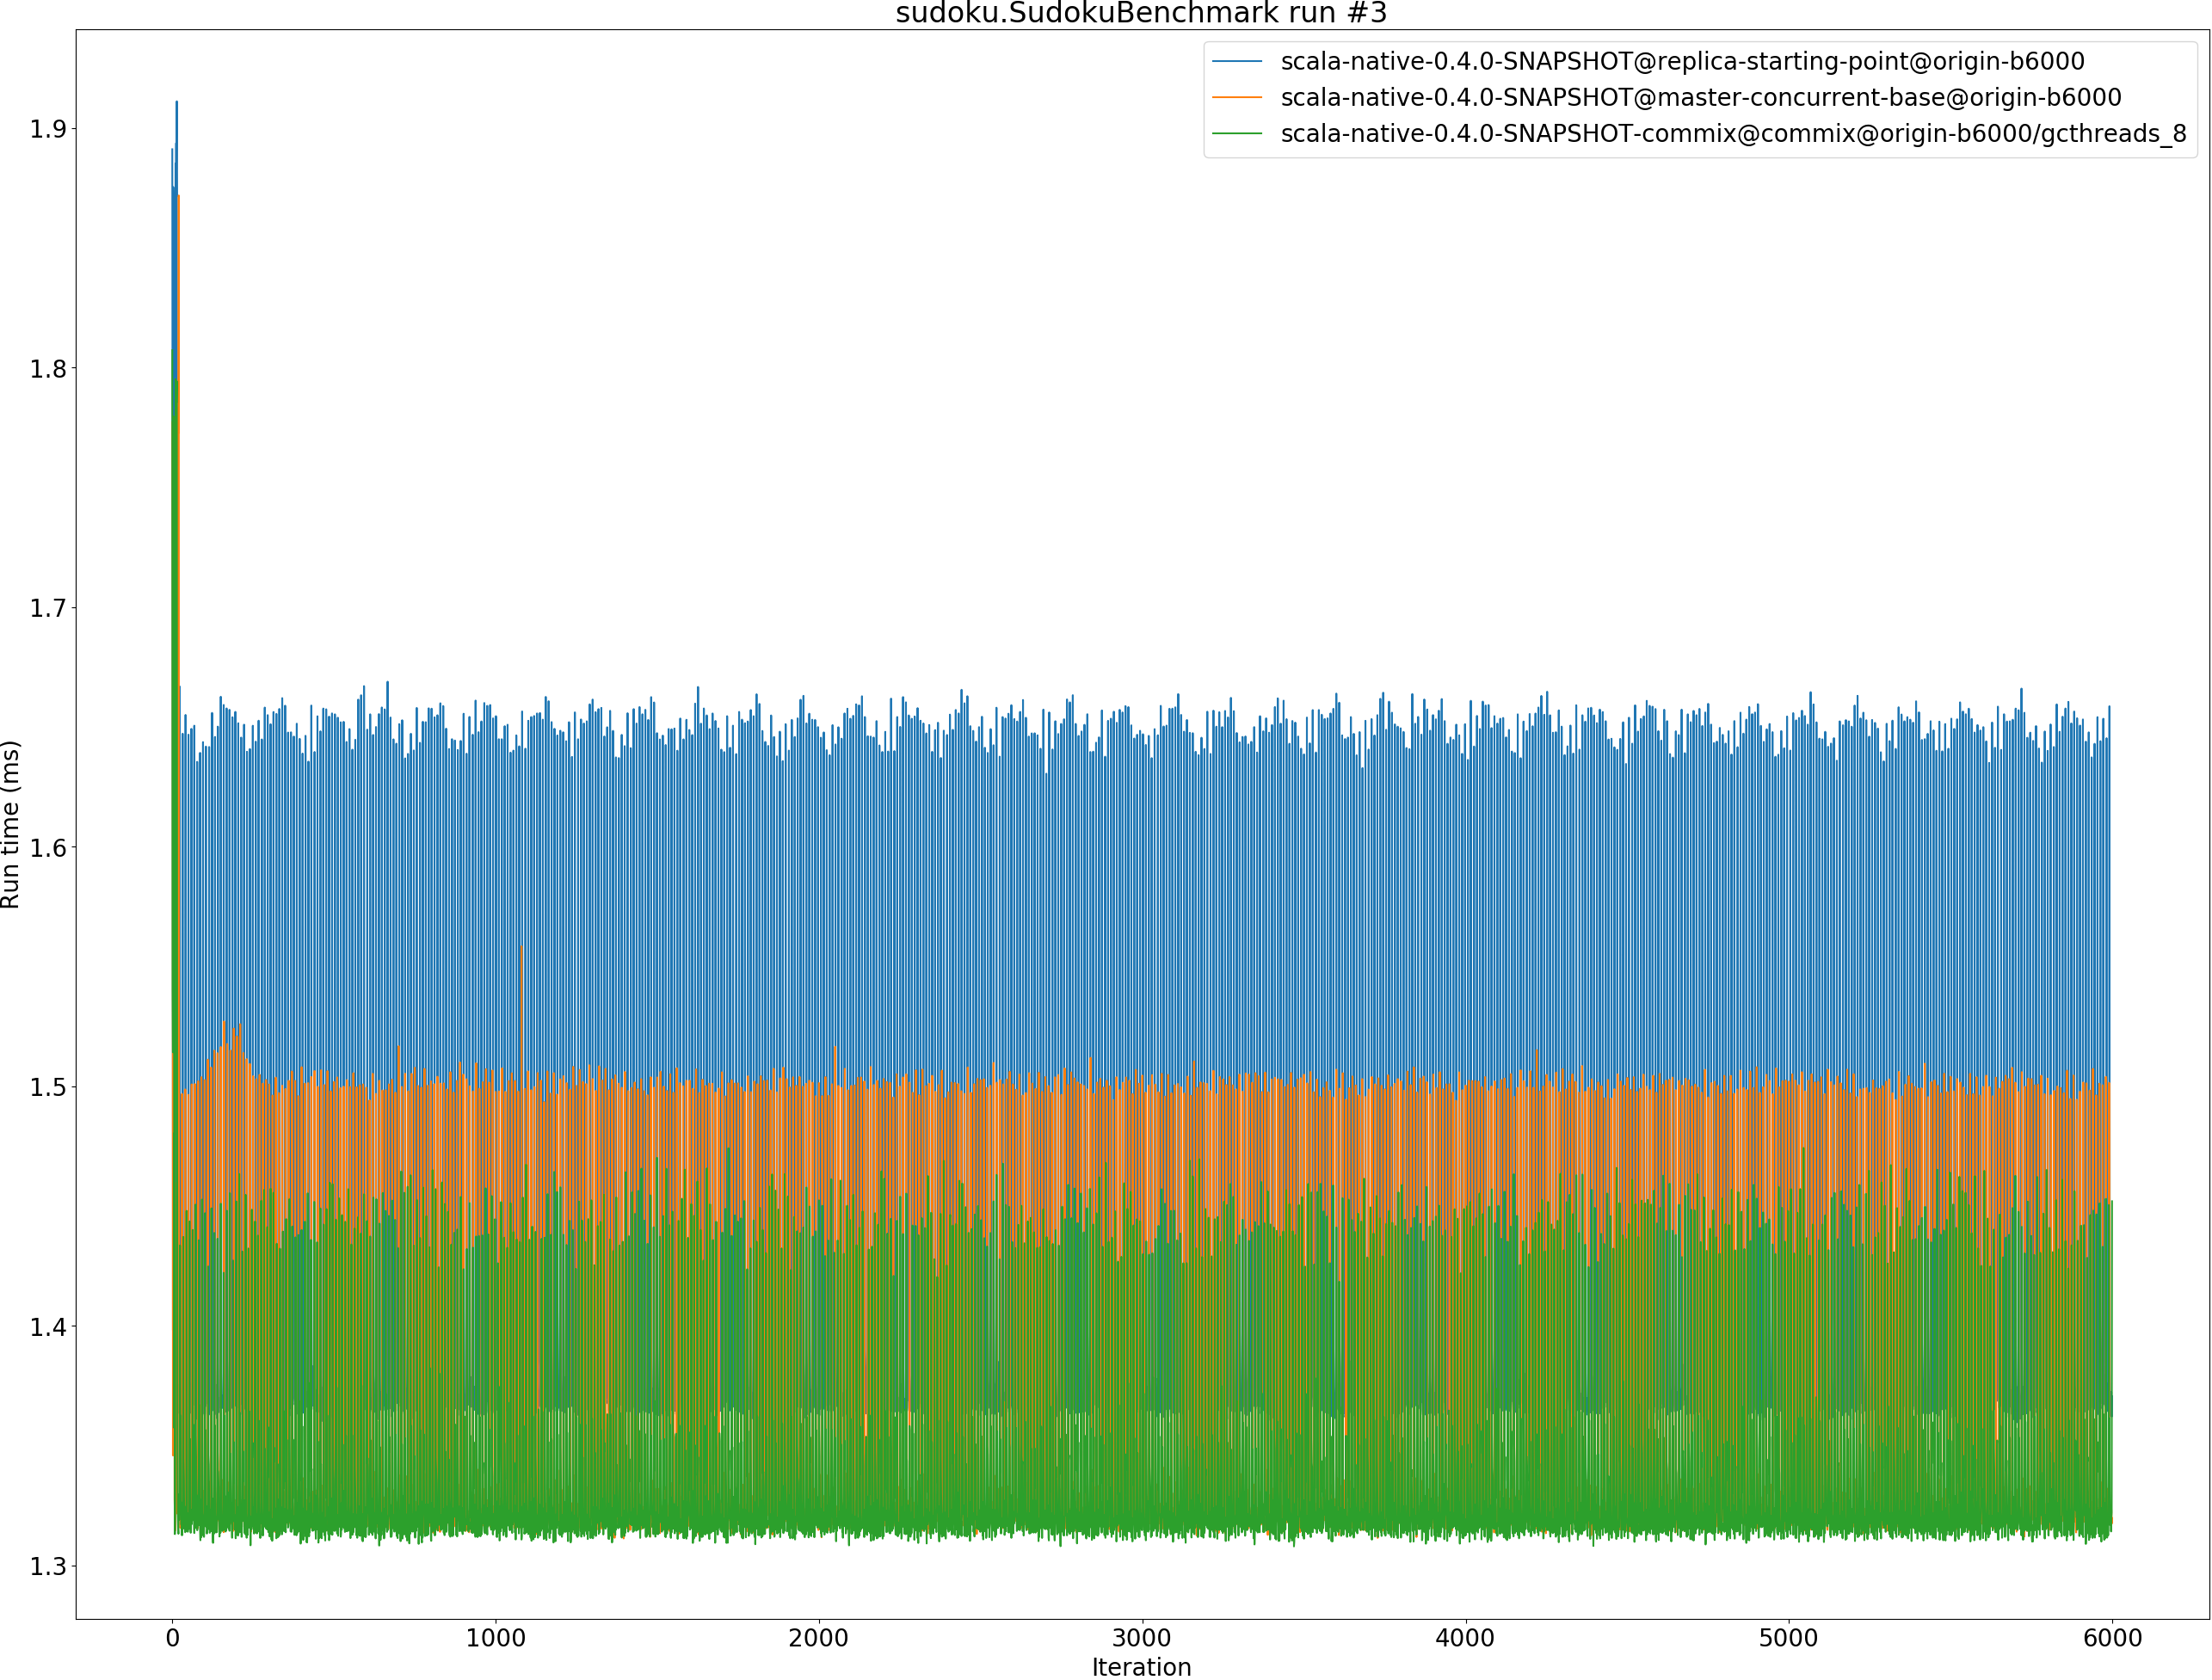 sudoku.SudokuBenchmark run #3
scala-native-0.4.0-SNAPSHOT@replica-starting-point@origin-b6000
scala-native-0.4.0-SNAPSHOT@master-concurrent-base@origin-b6000
scala-native-0.4.0-SNAPSHOT-commix@commix@origin-b6000/gcthreads_8
Run time (ms)
1.9
1.8
1.7
1.6
1.5
1.4
1.3
0 1000 2000 3000 4000 5000 6000
Iteration